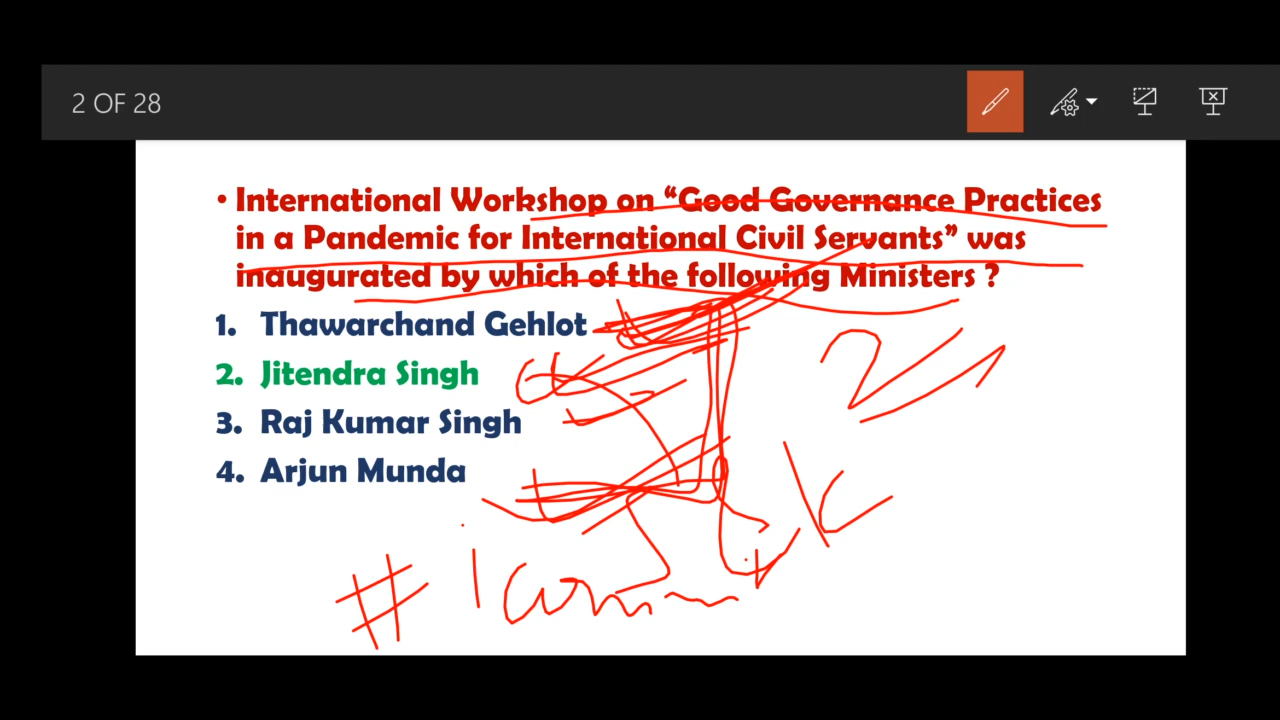 2 OF 28
• International Workshop on “Good Governance Practices
in a Pandemic for International Civil Servants” was
inaugurated by which of the following Ministers ?
1. Thawarchand Gehlot
2. Jitendra Singh
3. Raj Kumar Singh
4. Arjun Munda